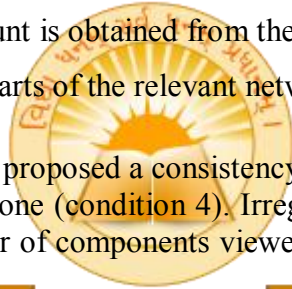 unt is obtained from the
arts of the relevant netw
proposed a consistency
one (condition 4). Irreg
r of components viewe